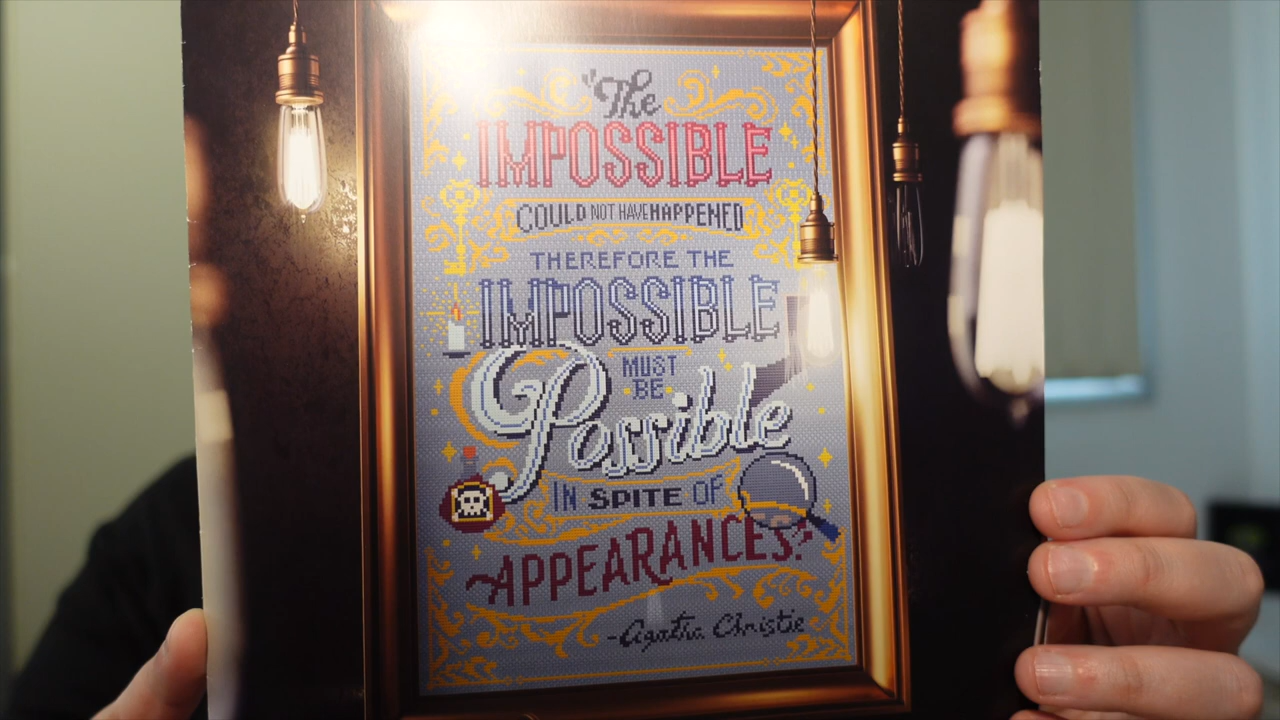 "The
IMPOSSIBLE
COULD NOT HAVE HAPPENED
THEREFORE THE
IMPOSSIBLE
MUST
BE
Possible
IN SPITE OF
APPEARANCES."
-Agatha Christie